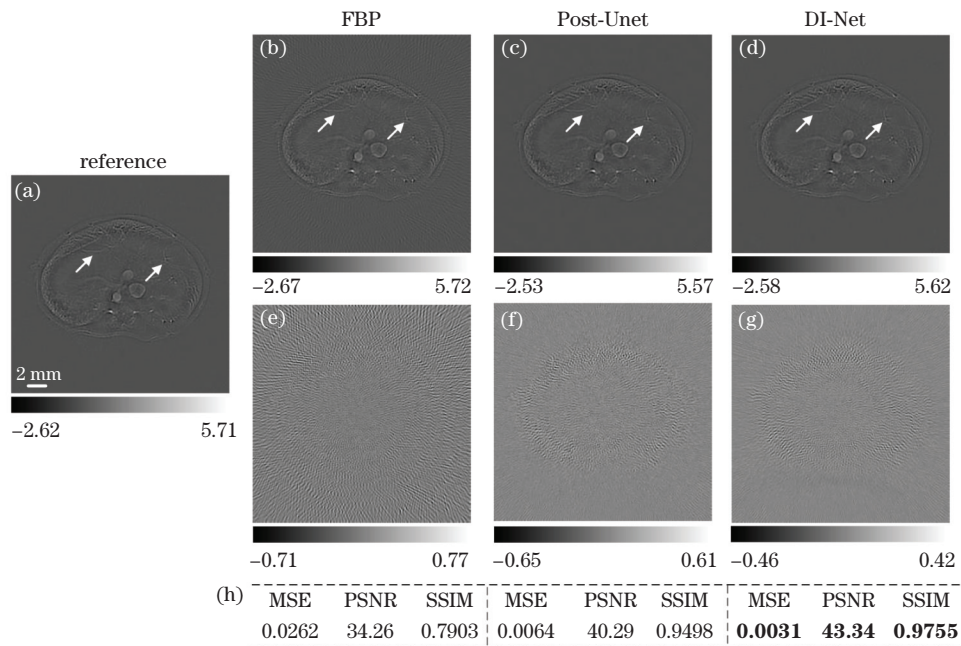 FBP Post-Unet DI-Net
(b) (c) (d)
reference
(a)
−2.67 5.72 −2.53 5.57 −2.58 5.62
(e) (f) (g)
2 mm
−2.62 5.71
−0.71 0.77 −0.65 0.61 −0.46 0.42
(h) MSE PSNR SSIM MSE PSNR SSIM MSE PSNR SSIM
0.0262 34.26 0.7903 0.0064 40.29 0.9498 0.0031 43.34 0.9755